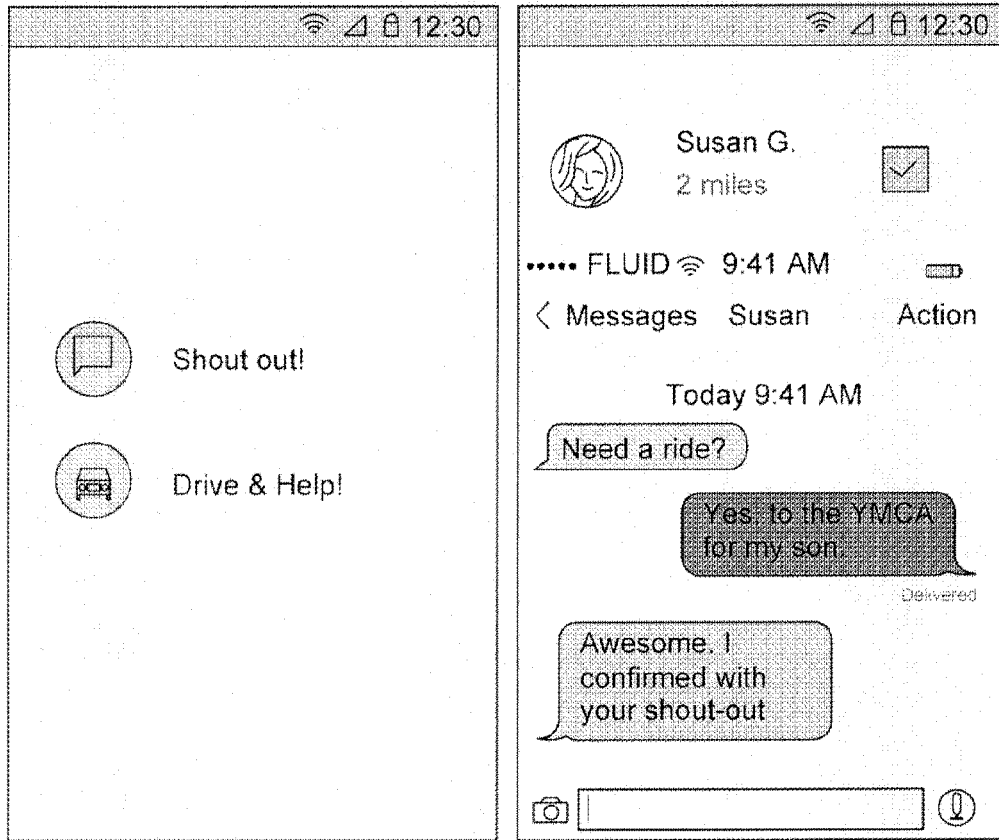 12:30
Shout out!
Drive & Help!
12:30
Susan G.
2 miles
FLUID 9:41 AM
Messages Susan Action
Today 9:41 AM
Need a ride?
Yes, to the YMCA
for my son.
Delivered
Awesome. I
confirmed with
your shout-out